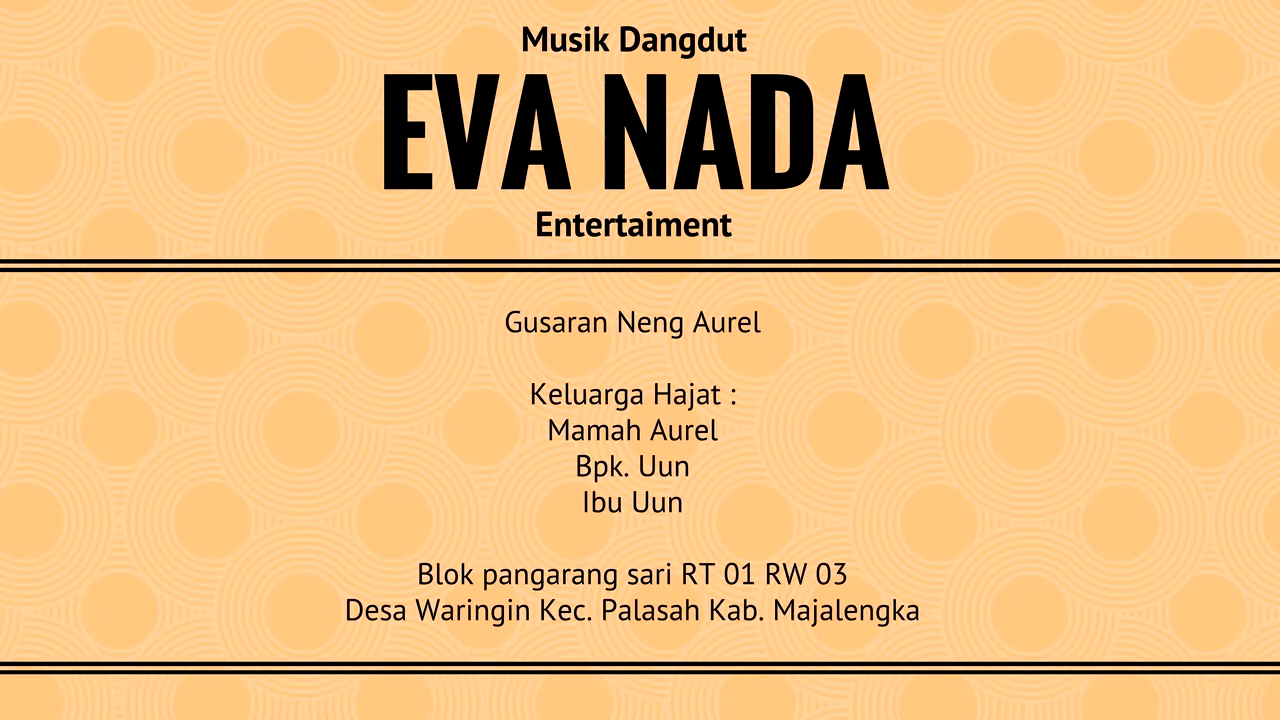 Musik Dangdut
EVA NADA
Entertaiment
Gusaran Neng Aurel
Keluarga Hajat :
Mamah Aurel
Bpk. Uun
Ibu Uun
Blok pangarang sari RT 01 RW 03
Desa Waringin Kec. Palasah Kab. Majalengka